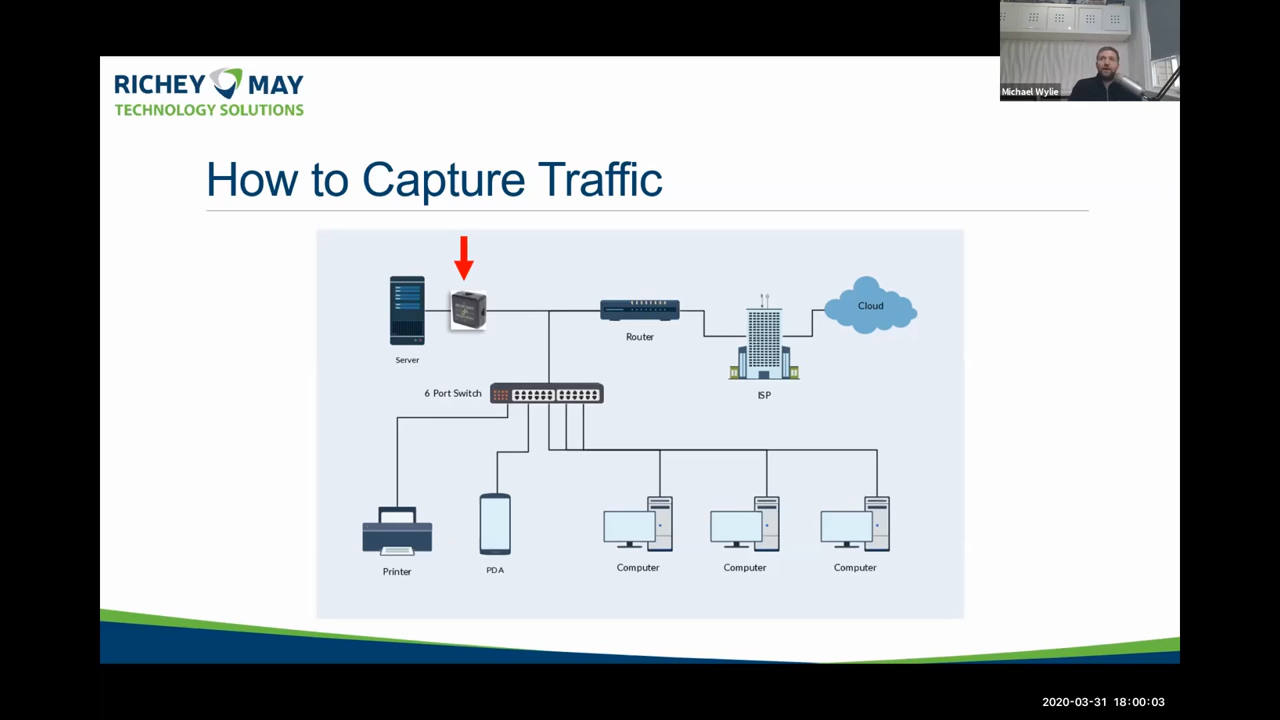 RICHEY MAY
TECHNOLOGY SOLUTIONS
Michael Wylie
How to Capture Traffic
Server
Router
Cloud
ISP
6 Port Switch
Printer
PDA
Computer
Computer
Computer
2020-03-31 18:00:03